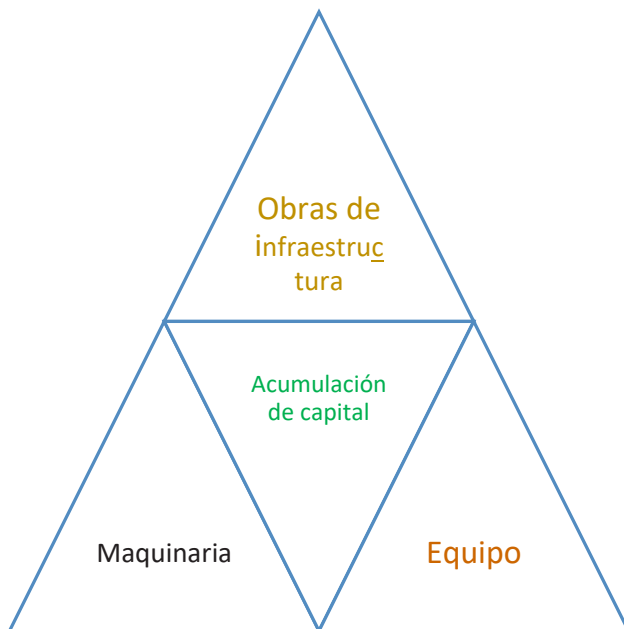 Obras de
infraestruc
tura
Acumulación
de capital
Maquinaria
Equipo